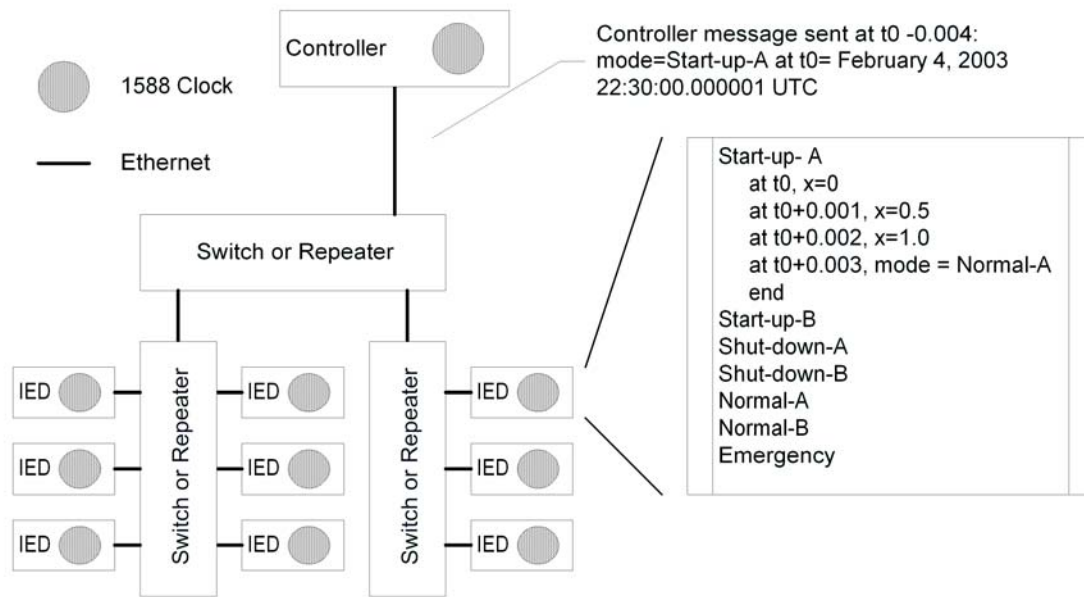 Controller
Controller message sent at t0 -0.004:
mode=Start-up-A at t0= February 4, 2003
22:30:00.000001 UTC
1588 Clock
Ethernet
Switch or Repeater
Start-up- A
at t0, x=0
at t0+0.001, x=0.5
at t0+0.002, x=1.0
at t0+0.003, mode = Normal-A
end
Start-up-B
Shut-down-A
Shut-down-B
Normal-A
Normal-B
Emergency
Switch or Repeater
Switch or Repeater
IED
IED
IED
IED
IED
IED
IED
IED
IED